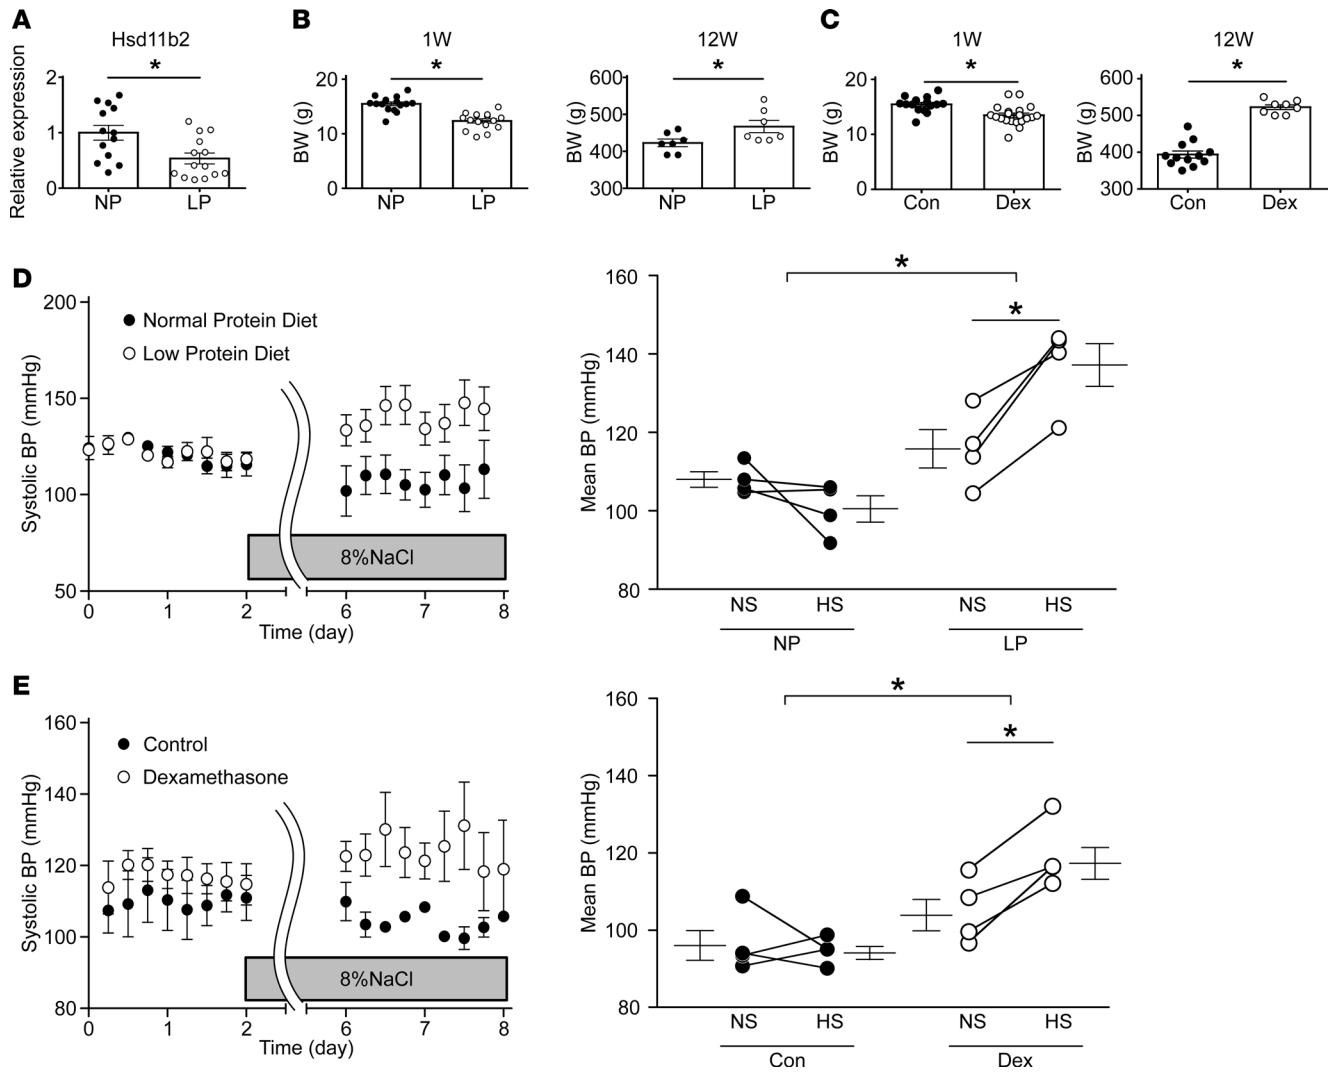 A
B
C
Hsd11b2
1W
12W
1W
12W
*
*
*
*
*
Relative expression
2
1
0
NP
LP
BW (g)
20
10
0
NP
LP
BW (g)
600
500
400
300
NP
LP
BW (g)
20
10
0
Con
Dex
BW (g)
600
500
400
300
Con
Dex
D
Systolic BP (mmHg)
200
150
100
50
Normal Protein Diet
Low Protein Diet
8%NaCl
0 1 2 6 7 8
Time (day)
Mean BP (mmHg)
160
140
120
100
80
*
*
NS HS NS HS
NP LP
E
Systolic BP (mmHg)
160
140
120
100
80
Control
Dexamethasone
8%NaCl
0 1 2 6 7 8
Time (day)
Mean BP (mmHg)
160
140
120
100
80
*
*
NS HS NS HS
Con Dex